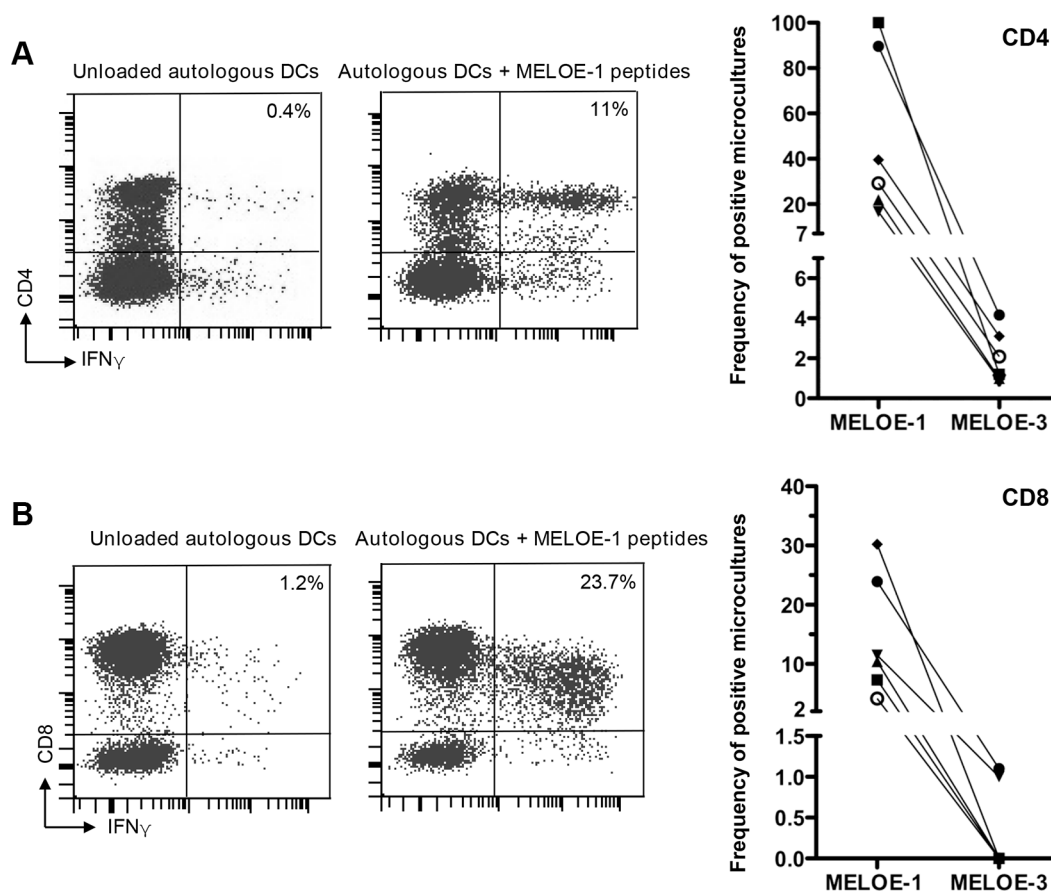 A
Unloaded autologous DCs
Autologous DCs + MELOE-1 peptides
0.4%
11%
CD4
IFNγ
CD4
Frequency of positive microcultures
100
80
60
40
20
7
6
4
2
0
MELOE-1 MELOE-3
B
Unloaded autologous DCs
Autologous DCs + MELOE-1 peptides
1.2%
23.7%
CD8
IFNγ
CD8
Frequency of positive microcultures
40
30
20
10
2
1.5
1.0
0.5
0.0
MELOE-1 MELOE-3